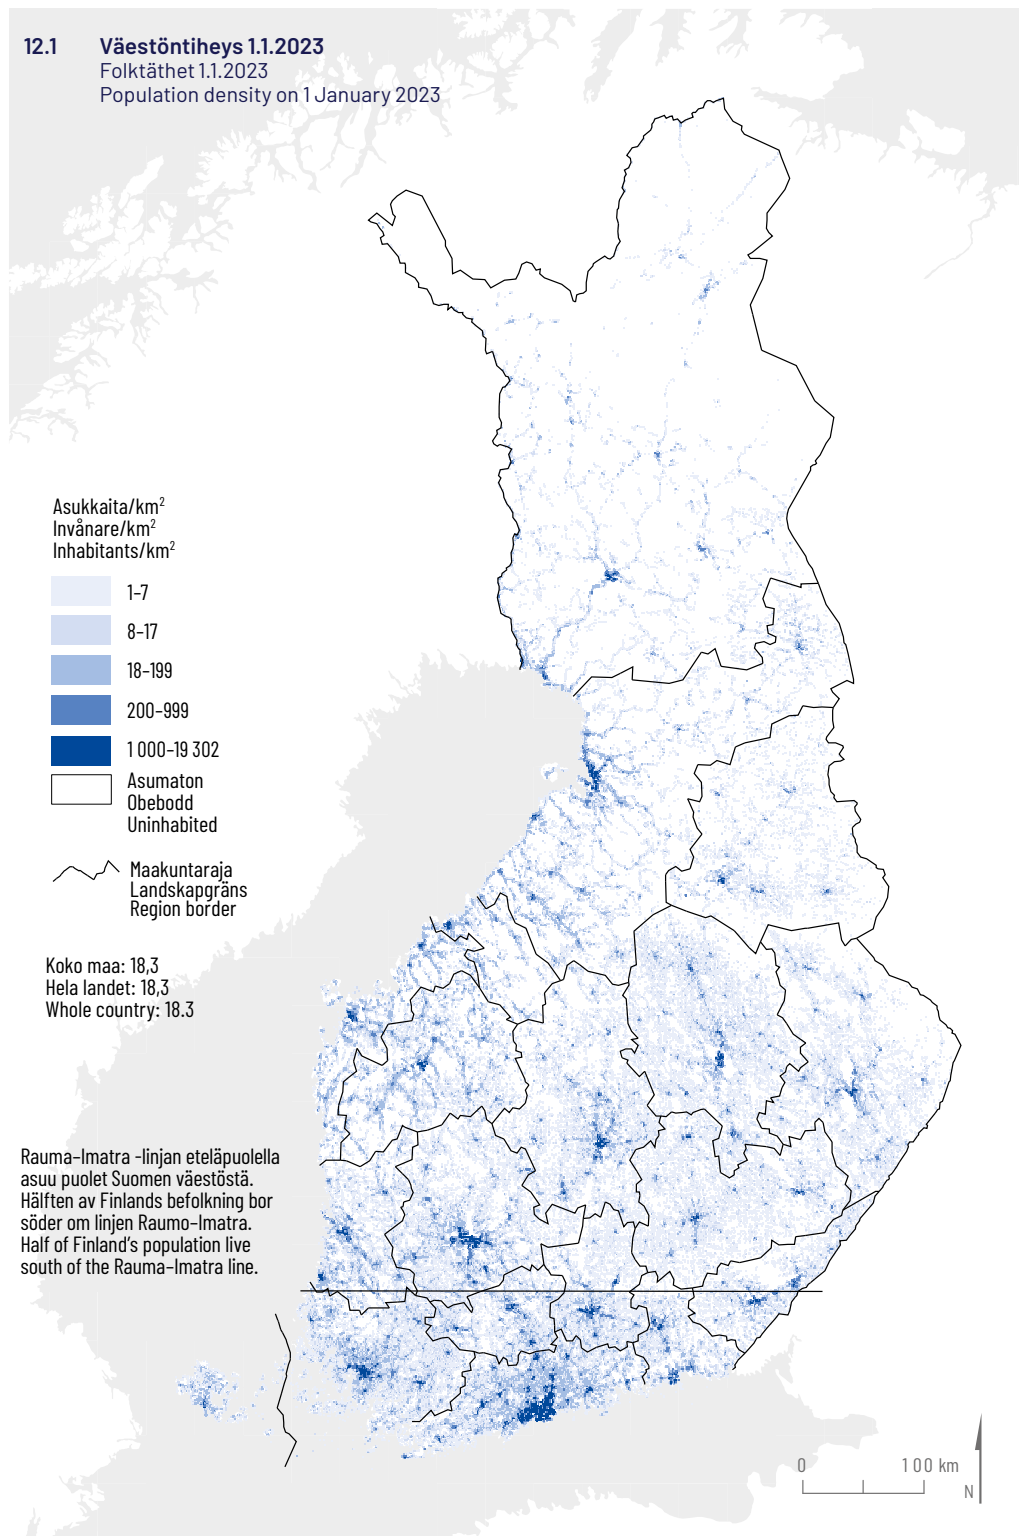 12.1 Väestöntiheys 1.1.2023
Folktäthet 1.1.2023
Population density on 1 January 2023
Asukkaita/km²
Invånare/km²
Inhabitants/km²
1–7
8–17
18–199
200–999
1 000–19 302
Asumaton
Obebodd
Uninhabited
Maakuntaraja
Landskapgräns
Region border
Koko maa: 18,3
Hela landet: 18,3
Whole country: 18.3
Rauma–Imatra -linjan eteläpuolella
asuu puolet Suomen väestöstä.
Hälften av Finlands befolkning bor
söder om linjen Raumo–Imatra.
Half of Finland's population live
south of the Rauma–Imatra line.
0 100 km
N